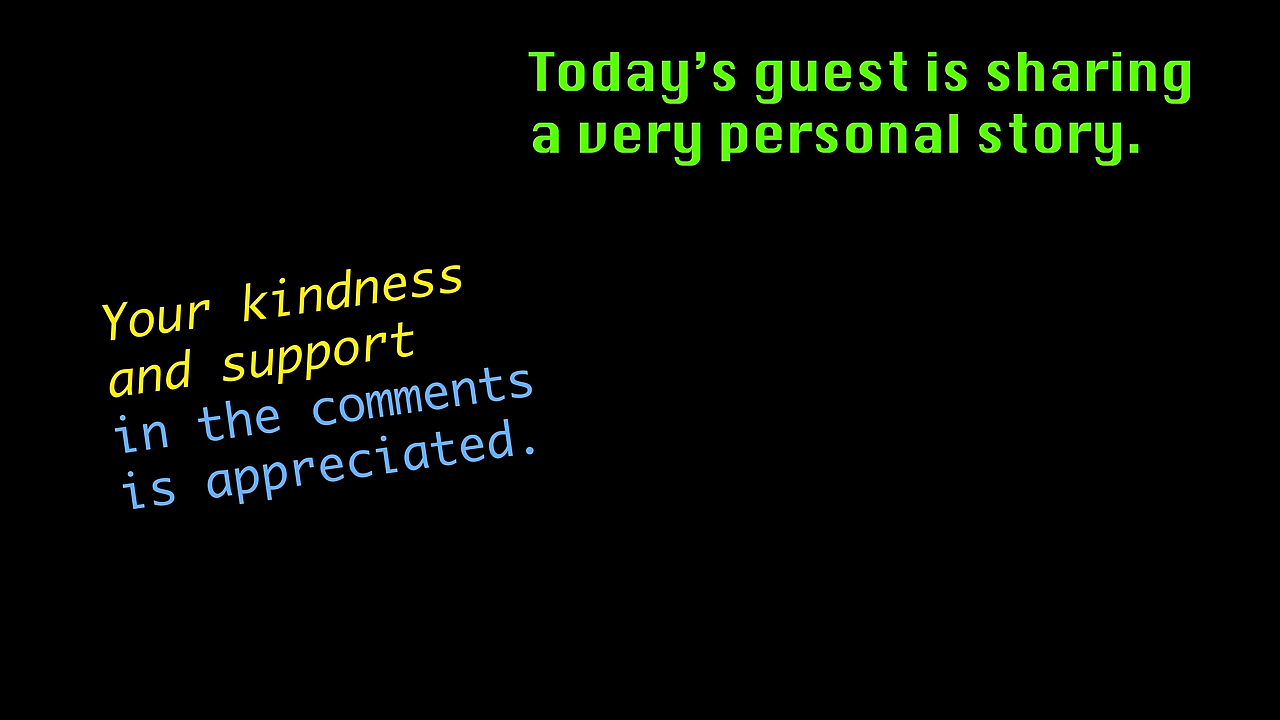 Today’s guest is sharing
a very personal story.
Your kindness
and support
in the comments
is appreciated.